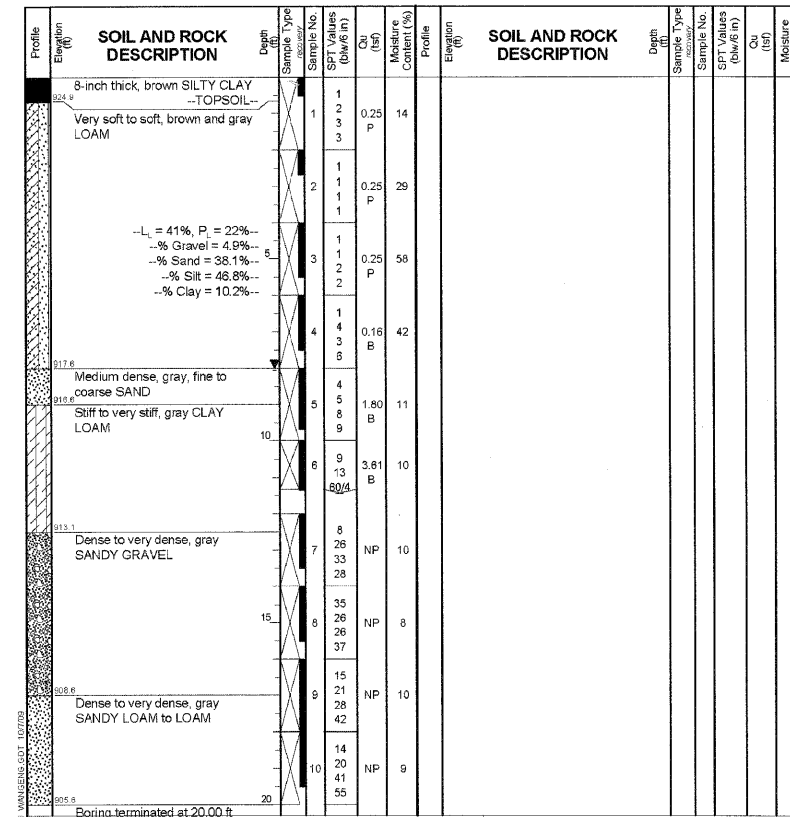 Profile
Elevation (ft)
SOIL AND ROCK DESCRIPTION
Depth (ft)
Sample Type
recovery
Sample No.
SPT Values (blw/6 in)
Qu (tsf)
Moisture Content (%)
Profile
Elevation (ft)
SOIL AND ROCK DESCRIPTION
Depth (ft)
Sample Type
recovery
Sample No.
SPT Values (blw/6 in)
Qu (tsf)
Moisture
8-inch thick, brown SILTY CLAY
924.9 --TOPSOIL--
Very soft to soft, brown and gray
LOAM
1
1
2
3
3
0.25
P
14
2
1
1
1
1
0.25
P
29
--LL = 41%, PL = 22%--
--% Gravel = 4.9%--
--% Sand = 38.1%--
--% Silt = 46.8%--
--% Clay = 10.2%--
5
3
1
1
2
2
0.25
P
58
4
1
4
3
6
0.16
B
42
917.6
Medium dense, gray, fine to
coarse SAND
916.6
Stiff to very stiff, gray CLAY
LOAM
5
4
5
8
9
1.80
B
11
10
6
9
13
60/4
3.61
B
10
913.1
Dense to very dense, gray
SANDY GRAVEL
7
8
26
33
28
NP
10
15
8
35
26
26
37
NP
8
908.6
Dense to very dense, gray
SANDY LOAM to LOAM
9
15
21
28
42
NP
10
10
14
20
41
55
NP
9
905.6
20
Boring terminated at 20.00 ft
WANGENG.GDT 10/7/09